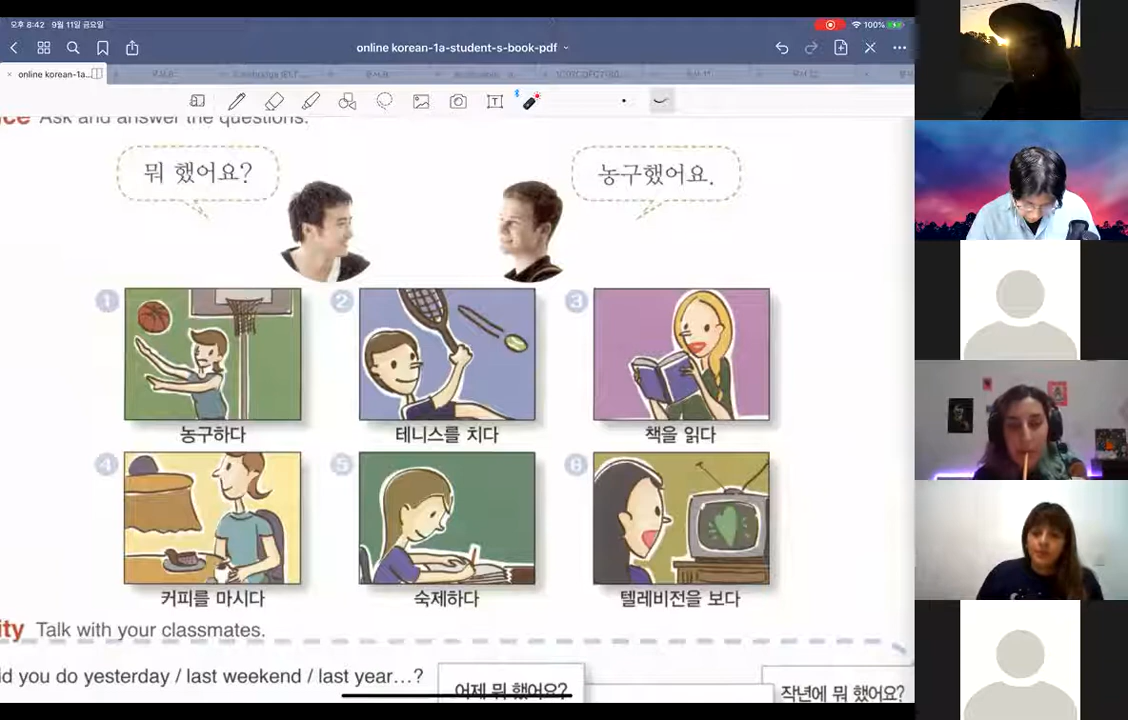 오후 8:42 9월 11일 금요일
100%
online korean-1a-student-s-book-pdf
online korean-1a...
ce Ask and answer the questions.
뭐 했어요?
농구했어요.
1
2
3
농구하다
테니스를 치다
책을 읽다
4
5
6
커피를 마시다
숙제하다
텔레비전을 보다
ity Talk with your classmates.
d you do yesterday / last weekend / last year...?
어제 뭐 했어요?
작년에 뭐 했어요?